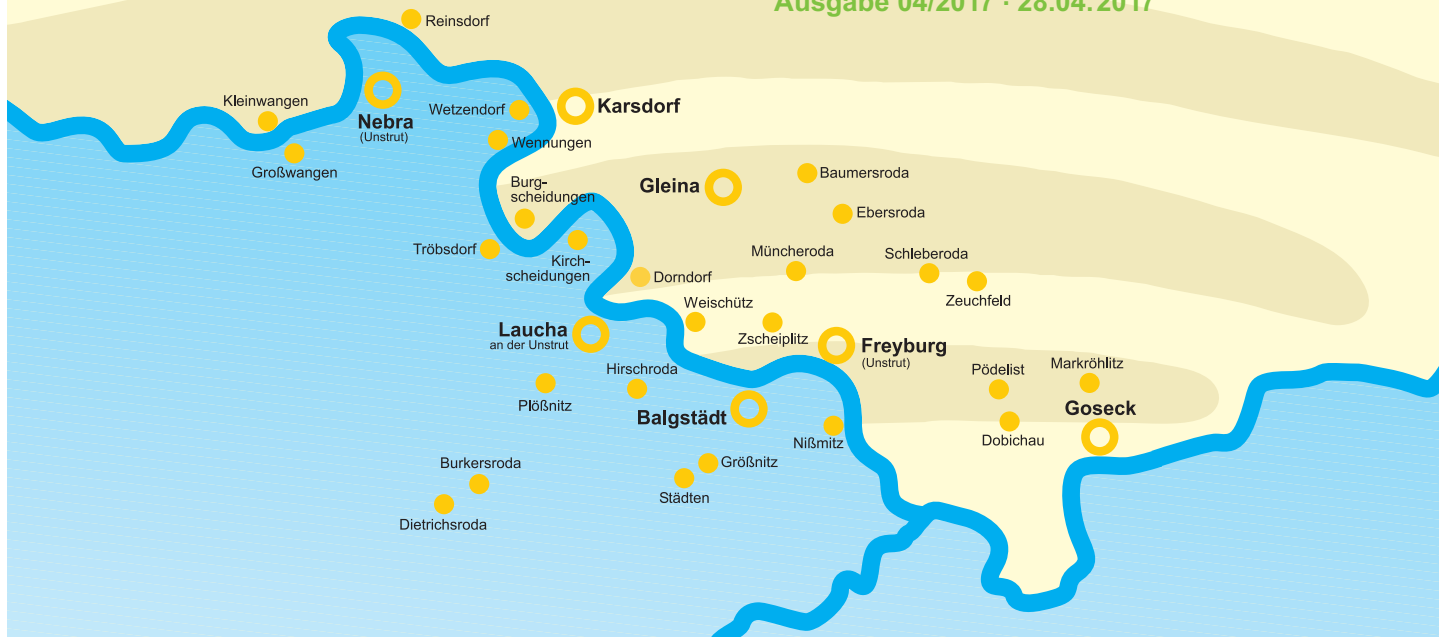 Ausgabe 04/2017 · 28.04.2017
Reinsdorf
Kleinwangen
Nebra
(Unstrut)
Großwangen
Wetzendorf
Karsdorf
Wennungen
Burg-
scheidungen
Gleina
Baumersroda
Ebersroda
Tröbsdorf
Kirch-
scheidungen
Dorndorf
Müncheroda
Schleberoda
Zeuchfeld
Weischütz
Zscheiplitz
Laucha
an der Unstrut
Freyburg
(Unstrut)
Hirschroda
Plößnitz
Balgstädt
Nißmitz
Pödelist
Markröhlitz
Goseck
Dobichau
Burkersroda
Größnitz
Städten
Dietrichsroda